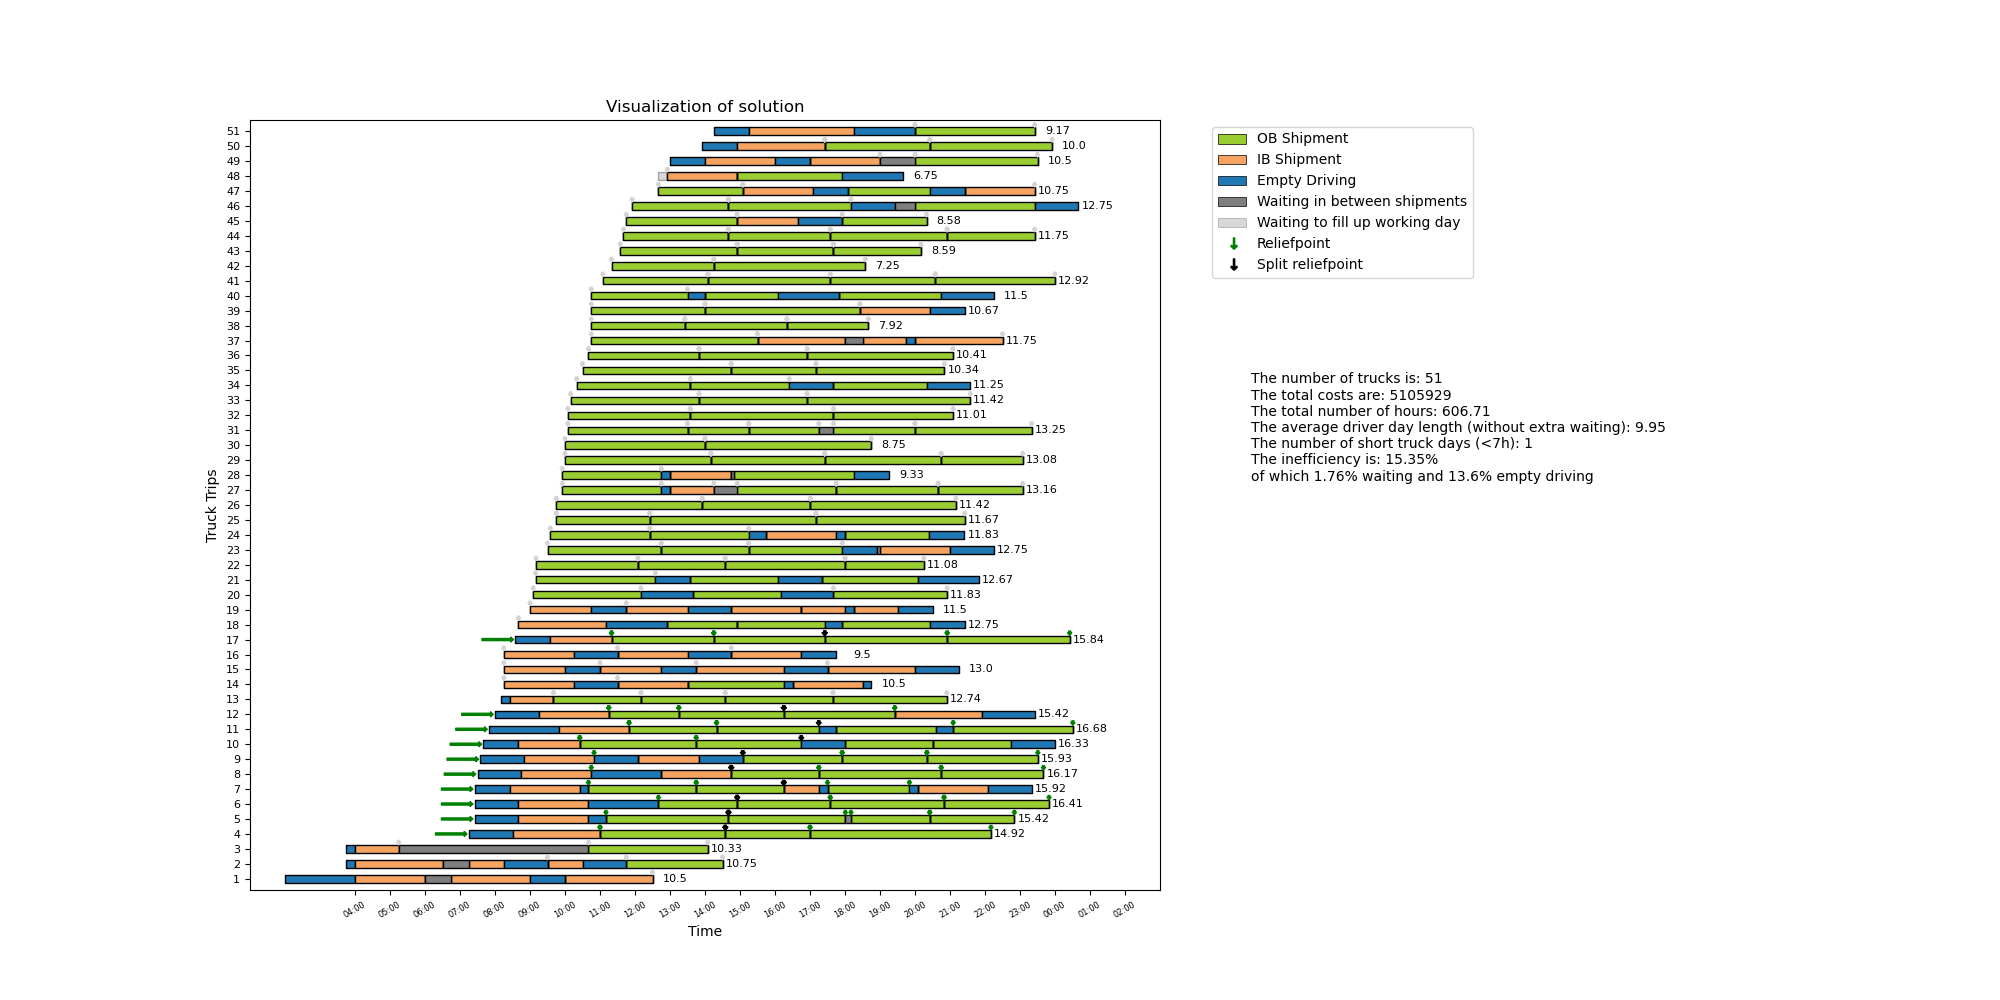 Visualization of solution
51 9.17
50 10.0
49 10.5
48 6.75
47 10.75
46 12.75
45 8.58
44 11.75
43 8.59
42 7.25
41 12.92
40 11.5
39 10.67
38 7.92
37 11.75
36 10.41
35 10.34
34 11.25
33 11.42
32 11.01
31 13.25
30 8.75
29 13.08
28 9.33
27 13.16
26 11.42
25 11.67
24 11.83
23 12.75
22 11.08
21 12.67
20 11.83
19 11.5
18 12.75
17 15.84
16 9.5
15 13.0
14 10.5
13 12.74
12 15.42
11 16.68
10 16.33
9 15.93
8 16.17
7 15.92
6 16.41
5 15.42
4 14.92
3 10.33
2 10.75
1 10.5
Truck Trips
04:00 05:00 06:00 07:00 08:00 09:00 10:00 11:00 12:00 13:00 14:00 15:00 16:00 17:00 18:00 19:00 20:00 21:00 22:00 23:00 00:00 01:00 02:00
Time
OB Shipment
IB Shipment
Empty Driving
Waiting in between shipments
Waiting to fill up working day
Reliefpoint
Split reliefpoint
The number of trucks is: 51
The total costs are: 5105929
The total number of hours: 606.71
The average driver day length (without extra waiting): 9.95
The number of short truck days (<7h): 1
The inefficiency is: 15.35%
of which 1.76% waiting and 13.6% empty driving